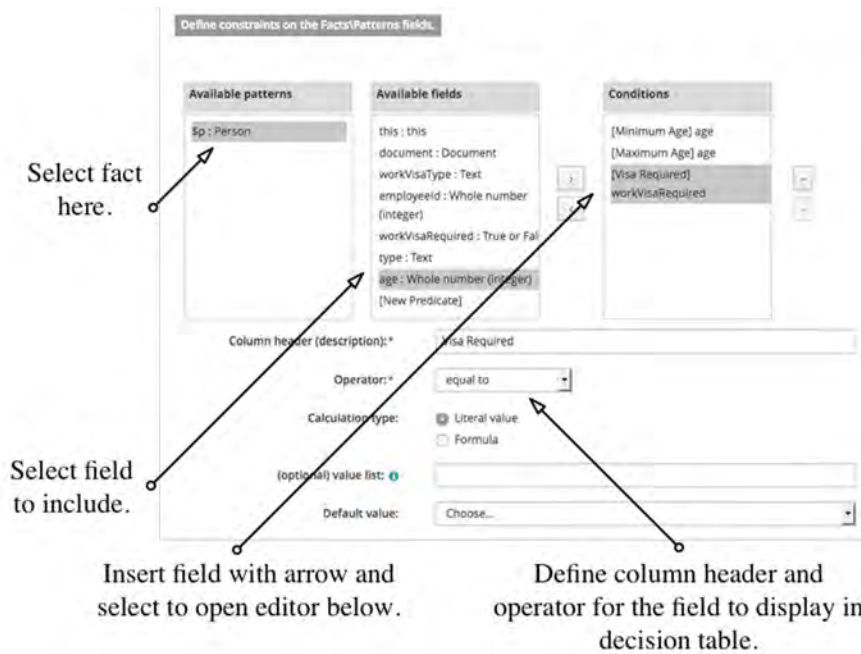 Define constraints on the Facts\Patterns fields.
Available patterns
Available fields
Conditions
$p : Person
this : this
document : Document
workVisaType : Text
employeeId : Whole number
(integer)
workVisaRequired : True or Fal
type : Text
age : Whole number (integer)
[New Predicate]
[Minimum Age] age
[Maximum Age] age
[Visa Required]
workVisaRequired
Select fact
here.
Column header (description):*
Visa Required
Operator:*
equal to
Calculation type:
Literal value
Formula
Select field
to include.
(optional) value list:
Default value:
Choose...
Insert field with arrow and
select to open editor below.
Define column header and
operator for the field to display in
decision table.